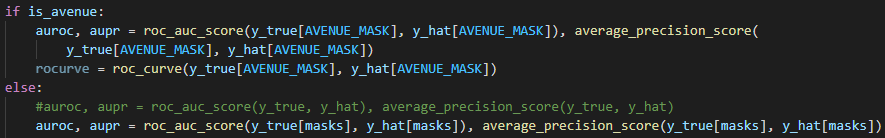 if is_avenue:
auroc, aupr = roc_auc_score(y_true[AVENUE_MASK], y_hat[AVENUE_MASK]), average_precision_score(
y_true[AVENUE_MASK], y_hat[AVENUE_MASK])
rocurve = roc_curve(y_true[AVENUE_MASK], y_hat[AVENUE_MASK])
else:
#auroc, aupr = roc_auc_score(y_true, y_hat), average_precision_score(y_true, y_hat)
auroc, aupr = roc_auc_score(y_true[masks], y_hat[masks]), average_precision_score(y_true[masks], y_hat[masks])